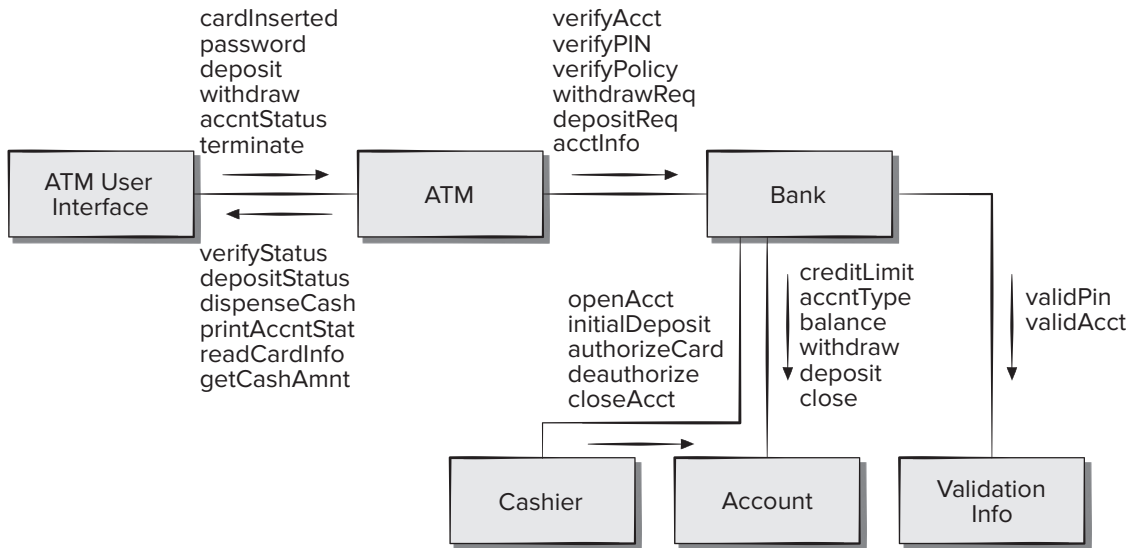 cardInserted
password
deposit
withdraw
accntStatus
terminate
verifyAcct
verifyPIN
verifyPolicy
withdrawReq
depositReq
acctInfo
ATM User
Interface
ATM
Bank
verifyStatus
depositStatus
dispenseCash
printAccntStat
readCardInfo
getCashAmnt
openAcct
initialDeposit
authorizeCard
deauthorize
closeAcct
creditLimit
accntType
balance
withdraw
deposit
close
validPin
validAcct
Cashier
Account
Validation
Info